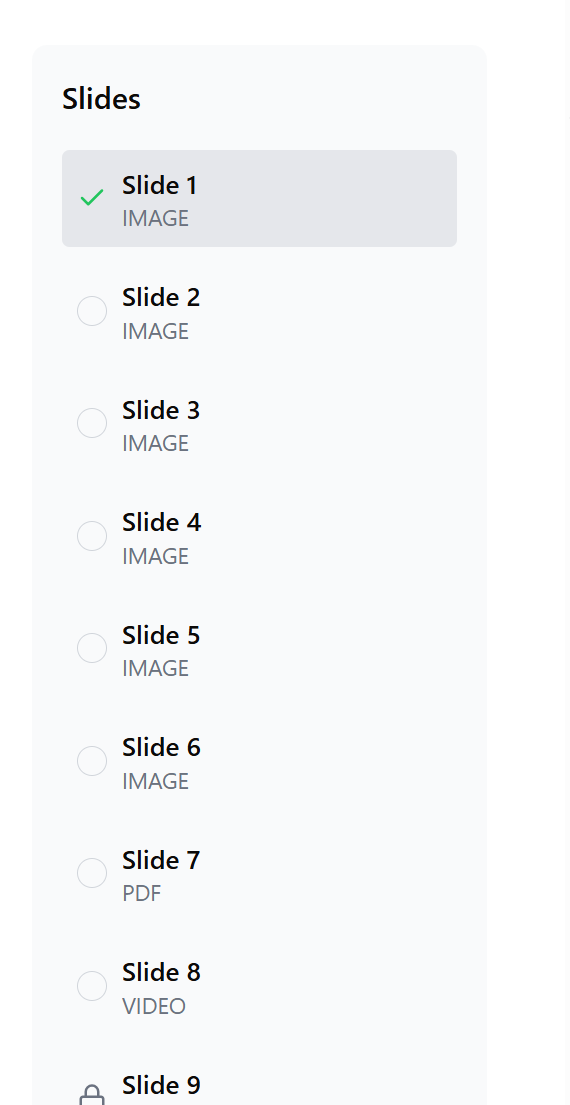 Slides
Slide 1
IMAGE
Slide 2
IMAGE
Slide 3
IMAGE
Slide 4
IMAGE
Slide 5
IMAGE
Slide 6
IMAGE
Slide 7
PDF
Slide 8
VIDEO
Slide 9